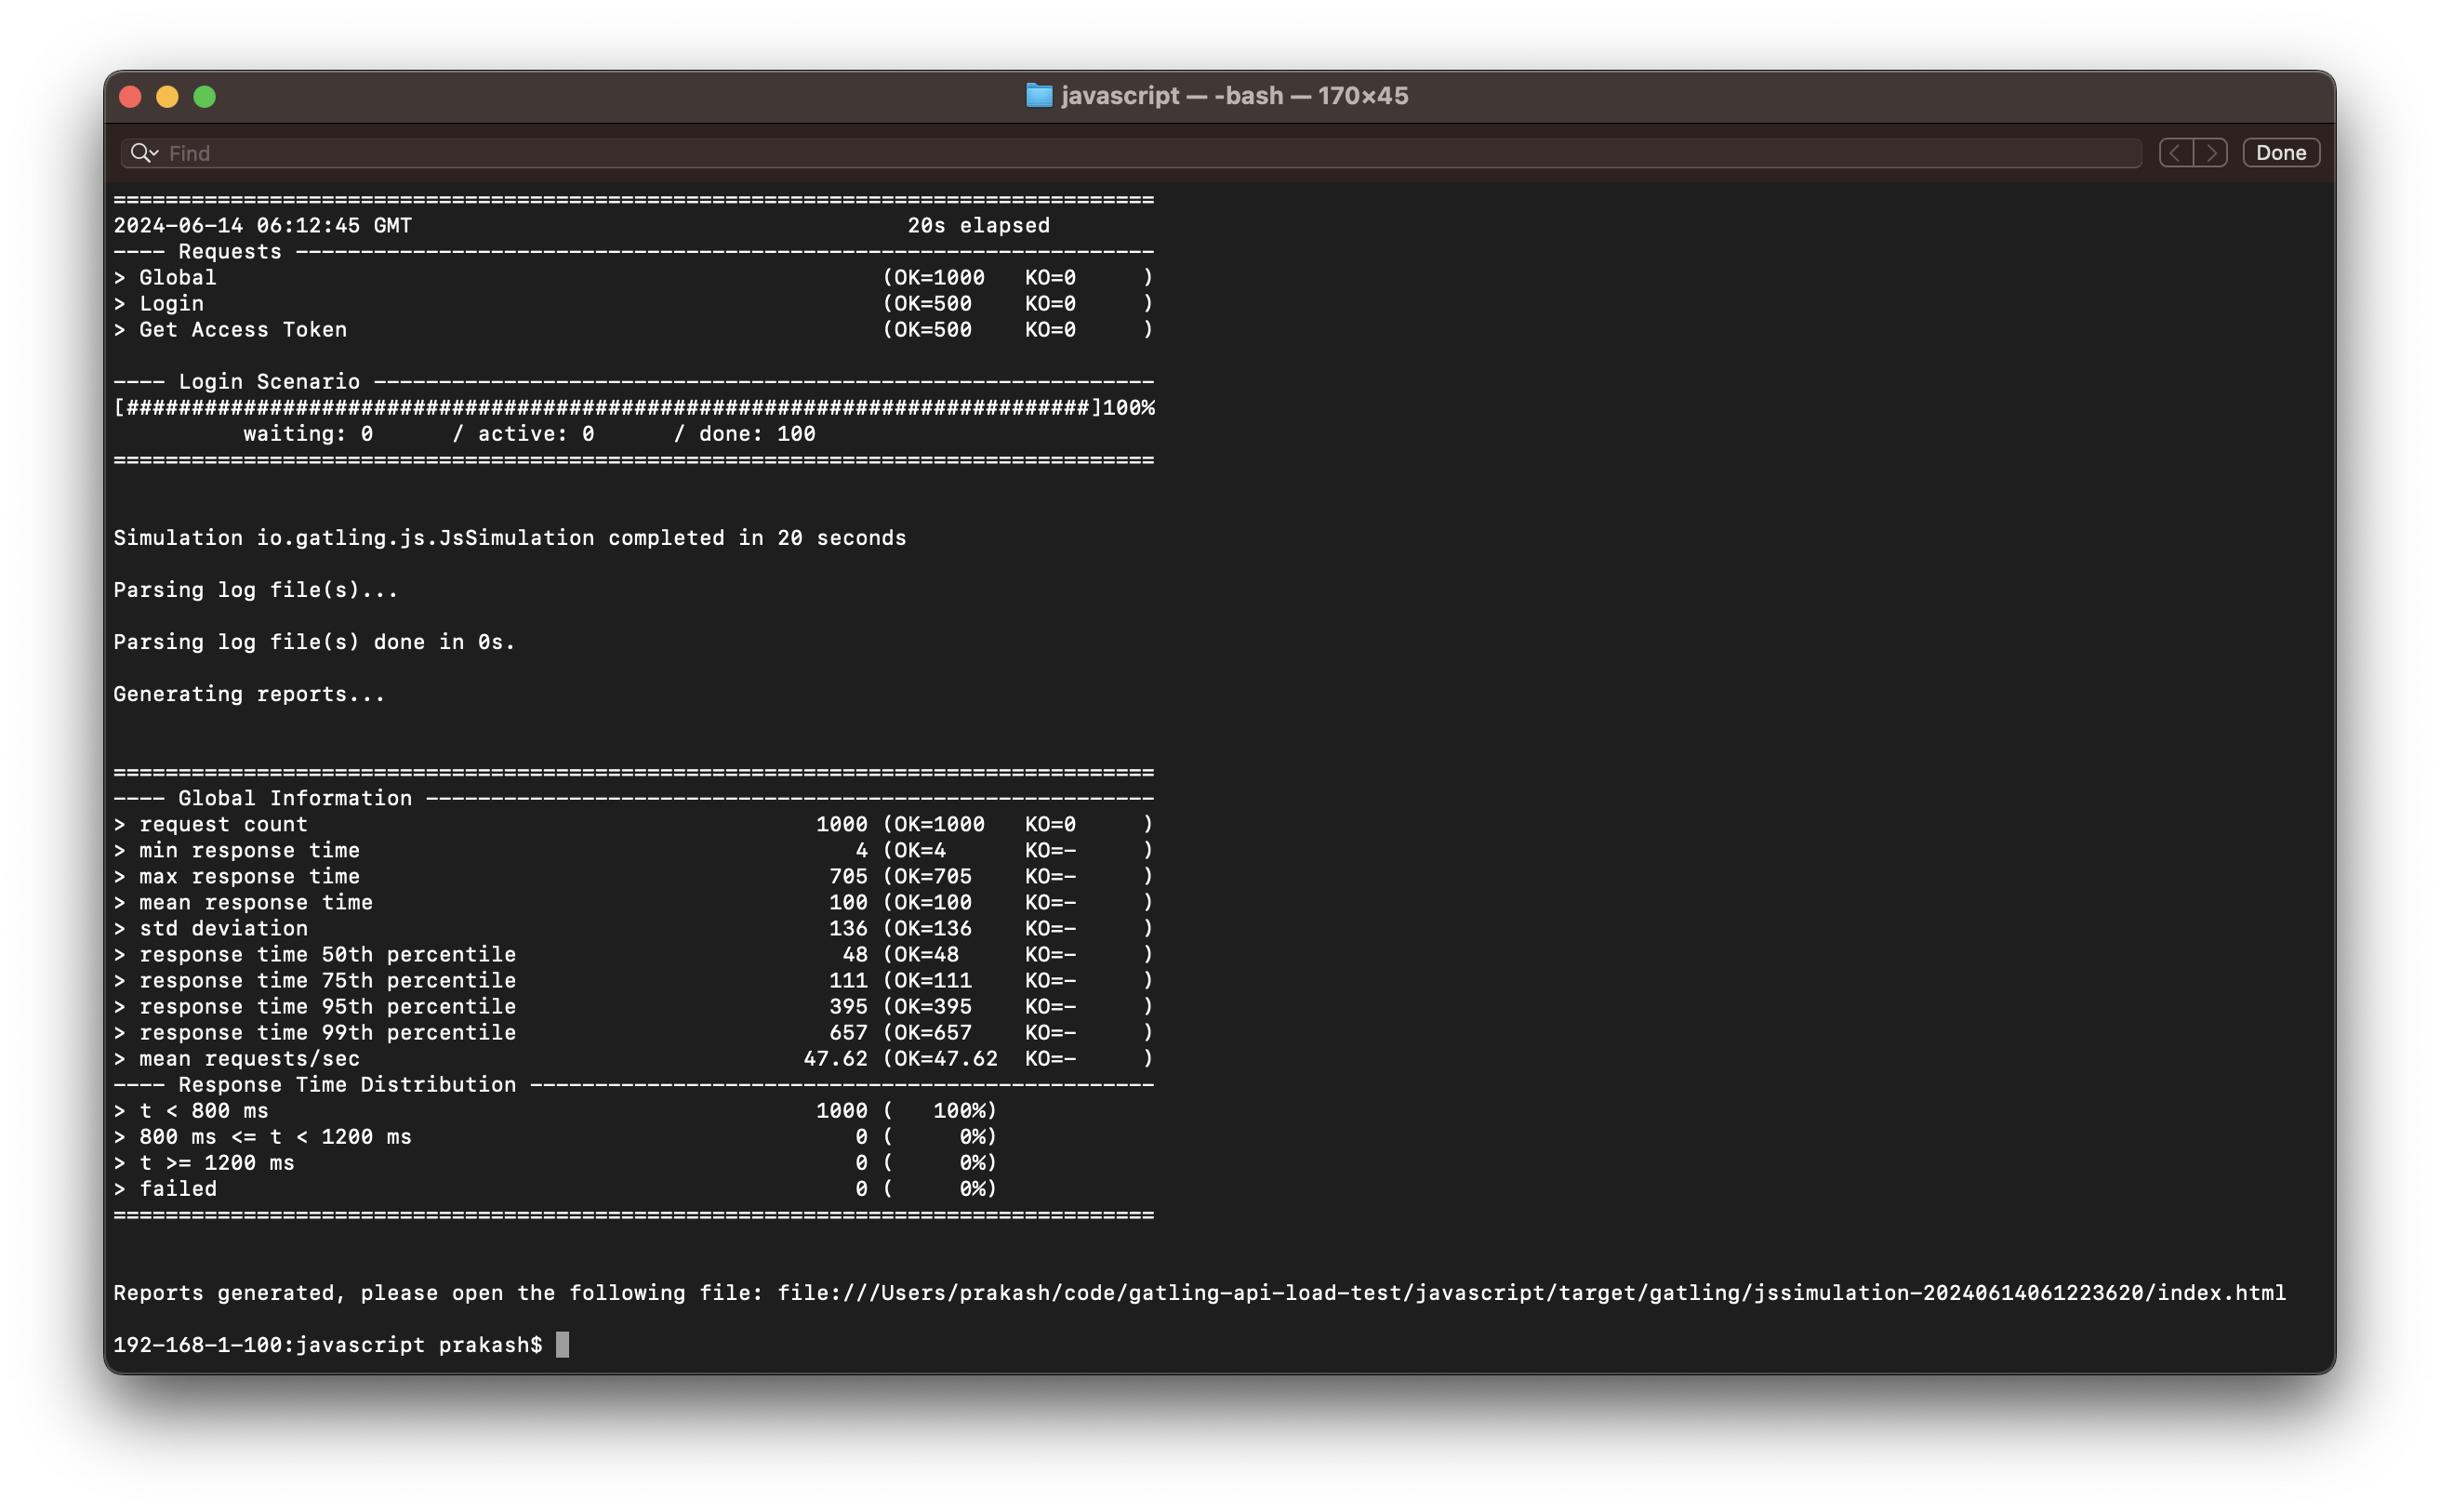 javascript — -bash — 170×45
Find
Done
================================================================================
2024-06-14 06:12:45 GMT                                      20s elapsed
---- Requests ------------------------------------------------------------------
> Global                                                   (OK=1000   KO=0     )
> Login                                                    (OK=500    KO=0     )
> Get Access Token                                         (OK=500    KO=0     )
---- Login Scenario ------------------------------------------------------------
[##########################################################################]100%
          waiting: 0      / active: 0      / done: 100
================================================================================
Simulation io.gatling.js.JsSimulation completed in 20 seconds
Parsing log file(s)...
Parsing log file(s) done in 0s.
Generating reports...
================================================================================
---- Global Information --------------------------------------------------------
> request count                                       1000 (OK=1000   KO=0     )
> min response time                                      4 (OK=4      KO=-     )
> max response time                                    705 (OK=705    KO=-     )
> mean response time                                   100 (OK=100    KO=-     )
> std deviation                                        136 (OK=136    KO=-     )
> response time 50th percentile                         48 (OK=48     KO=-     )
> response time 75th percentile                        111 (OK=111    KO=-     )
> response time 95th percentile                        395 (OK=395    KO=-     )
> response time 99th percentile                        657 (OK=657    KO=-     )
> mean requests/sec                                  47.62 (OK=47.62  KO=-     )
---- Response Time Distribution ------------------------------------------------
> t < 800 ms                                          1000 (   100%)
> 800 ms <= t < 1200 ms                                  0 (     0%)
> t >= 1200 ms                                           0 (     0%)
> failed                                                 0 (     0%)
================================================================================
Reports generated, please open the following file: file:///Users/prakash/code/gatling-api-load-test/javascript/target/gatling/jssimulation-20240614061223620/index.html
192-168-1-100:javascript prakash$